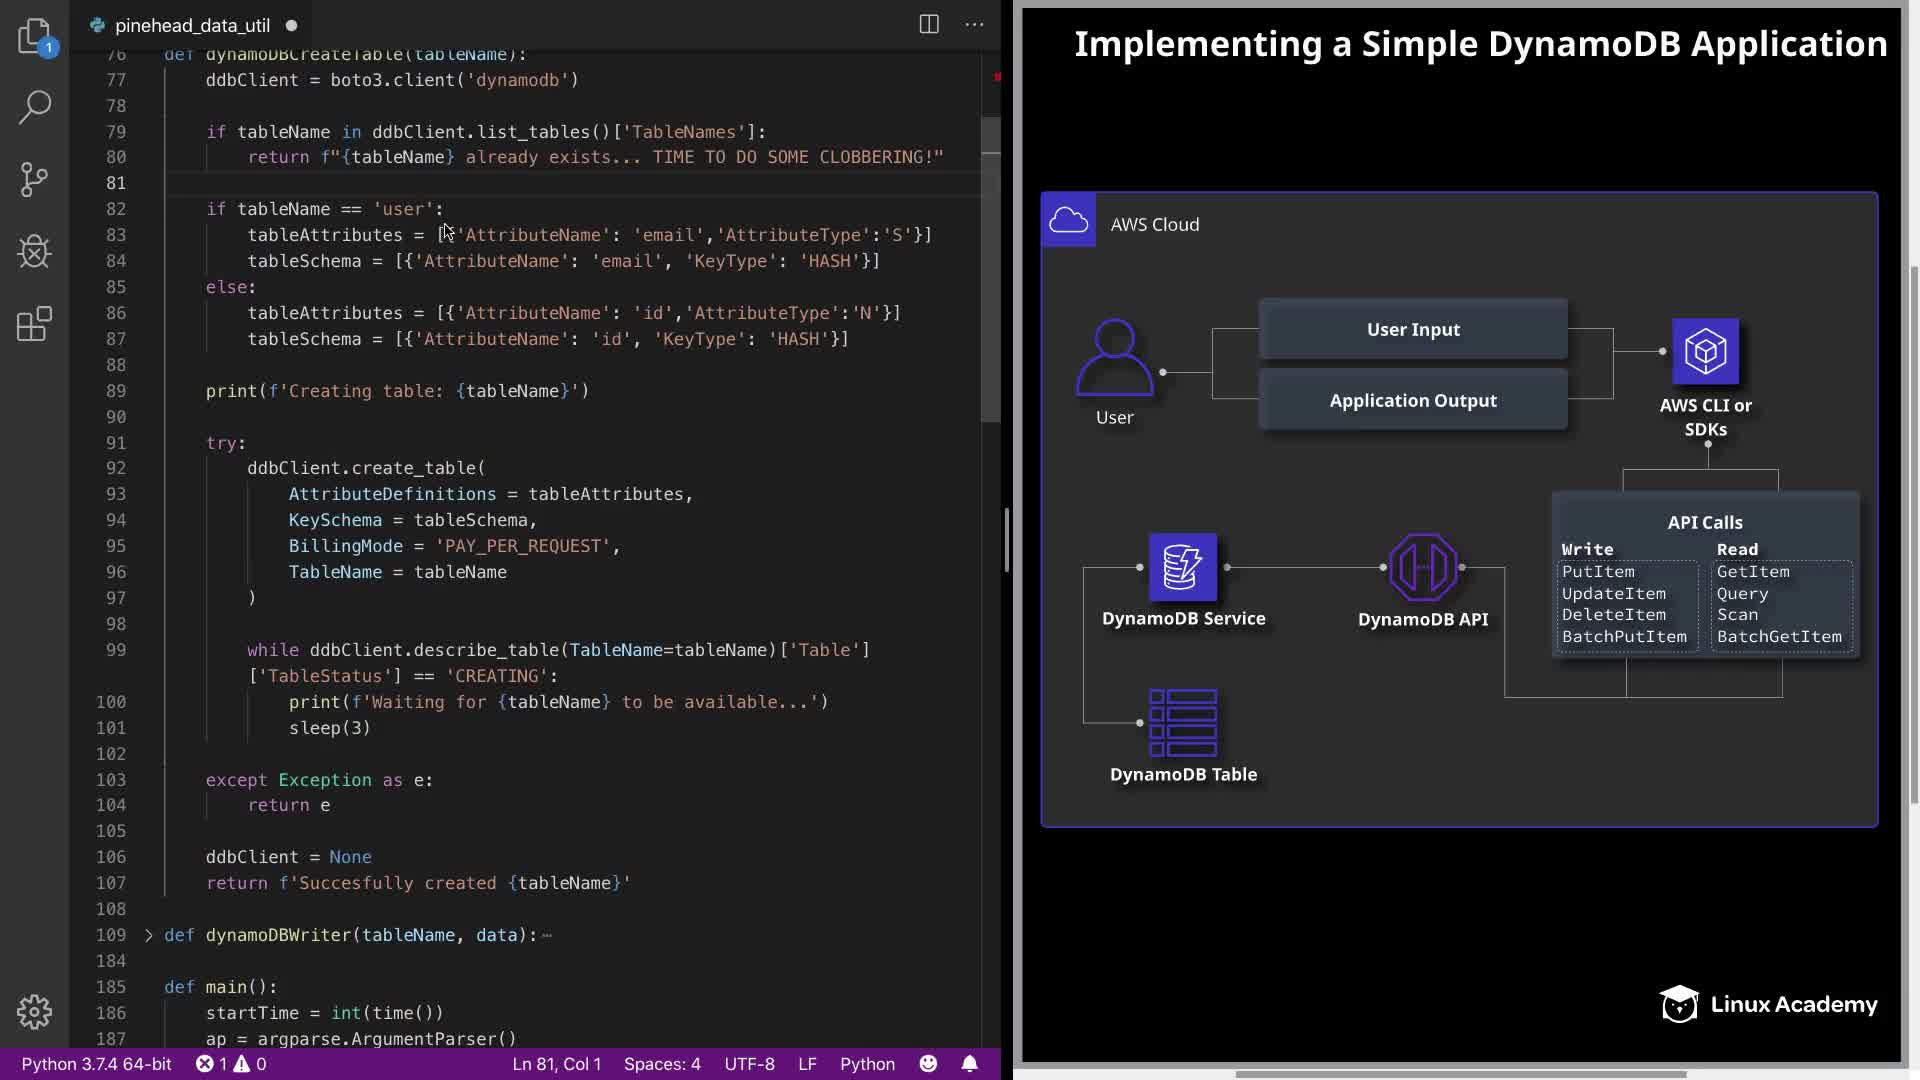 1
pinehead_data_util
76 def dynamoDBCreateTable(tableName):
77 ddbClient = boto3.client('dynamodb')
78
79 if tableName in ddbClient.list_tables()['TableNames']:
80 return f"{tableName} already exists... TIME TO DO SOME CLOBBERING!"
81
82 if tableName == 'user':
83 tableAttributes = [{'AttributeName': 'email','AttributeType':'S'}]
84 tableSchema = [{'AttributeName': 'email', 'KeyType': 'HASH'}]
85 else:
86 tableAttributes = [{'AttributeName': 'id','AttributeType':'N'}]
87 tableSchema = [{'AttributeName': 'id', 'KeyType': 'HASH'}]
88
89 print(f'Creating table: {tableName}')
90
91 try:
92 ddbClient.create_table(
93 AttributeDefinitions = tableAttributes,
94 KeySchema = tableSchema,
95 BillingMode = 'PAY_PER_REQUEST',
96 TableName = tableName
97 )
98
99 while ddbClient.describe_table(TableName=tableName)['Table']
['TableStatus'] == 'CREATING':
100 print(f'Waiting for {tableName} to be available...')
101 sleep(3)
102
103 except Exception as e:
104 return e
105
106 ddbClient = None
107 return f'Succesfully created {tableName}'
108
109 def dynamoDBWriter(tableName, data):
184
185 def main():
186 startTime = int(time())
187 ap = argparse.ArgumentParser()
Python 3.7.4 64-bit 1 0 Ln 81, Col 1 Spaces: 4 UTF-8 LF Python
Implementing a Simple DynamoDB Application
AWS Cloud
User Input
Application Output
User
AWS CLI or
SDKs
API Calls
Write Read
PutItem GetItem
UpdateItem Query
DeleteItem Scan
BatchPutItem BatchGetItem
DynamoDB Service
DynamoDB API
DynamoDB Table
Linux Academy